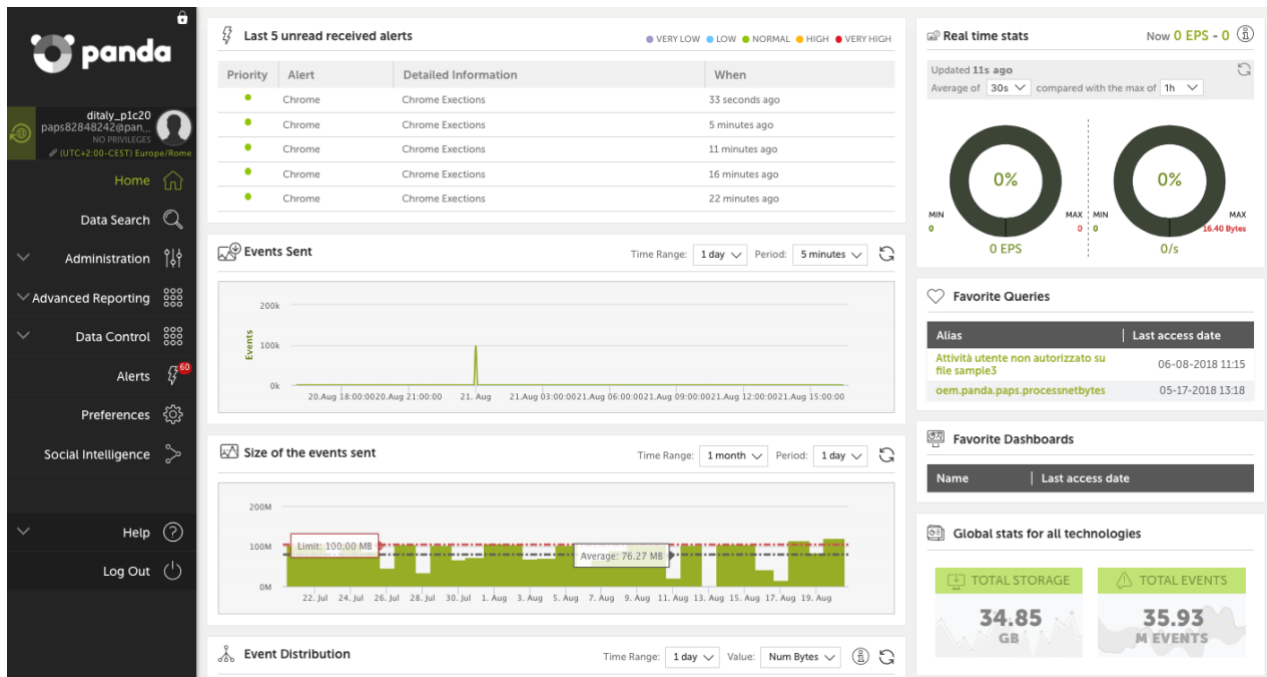 panda
ditaly_p1c20
paps82848242@pan...
NO PRIVILEGES
(UTC+2:00-CEST) Europe/Rome
Home
Data Search
Administration
Advanced Reporting
Data Control
Alerts
60
Preferences
Social Intelligence
Help
Log Out
Last 5 unread received alerts
VERY LOW LOW NORMAL HIGH VERY HIGH
Priority Alert Detailed Information When
Chrome Chrome Exections 33 seconds ago
Chrome Chrome Exections 5 minutes ago
Chrome Chrome Exections 11 minutes ago
Chrome Chrome Exections 16 minutes ago
Chrome Chrome Exections 22 minutes ago
Events Sent
Time Range: 1 day Period: 5 minutes
200k
100k
0k
Events
20.Aug 18:00:0020.Aug 21:00:00 21. Aug 21.Aug 03:00:0021.Aug 06:00:0021.Aug 09:00:0021.Aug 12:00:0021.Aug 15:00:00
Size of the events sent
Time Range: 1 month Period: 1 day
200M
100M
0M
Limit: 100.00 MB
Average: 76.27 MB
22. Jul 24. Jul 26. Jul 28. Jul 30. Jul 1. Aug 3. Aug 5. Aug 7. Aug 9. Aug 11. Aug 13. Aug 15. Aug 17. Aug 19. Aug
Event Distribution
Time Range: 1 day Value: Num Bytes
Real time stats
Now 0 EPS - 0
Updated 11s ago
Average of 30s compared with the max of 1h
0% 0%
MIN MAX MIN MAX
0 0 0 16.40 Bytes
0 EPS 0/s
Favorite Queries
Alias Last access date
Attività utente non autorizzato su
file sample3 06-08-2018 11:15
oem.panda.paps.processnetbytes 05-17-2018 13:18
Favorite Dashboards
Name Last access date
Global stats for all technologies
TOTAL STORAGE TOTAL EVENTS
34.85 35.93
GB M EVENTS